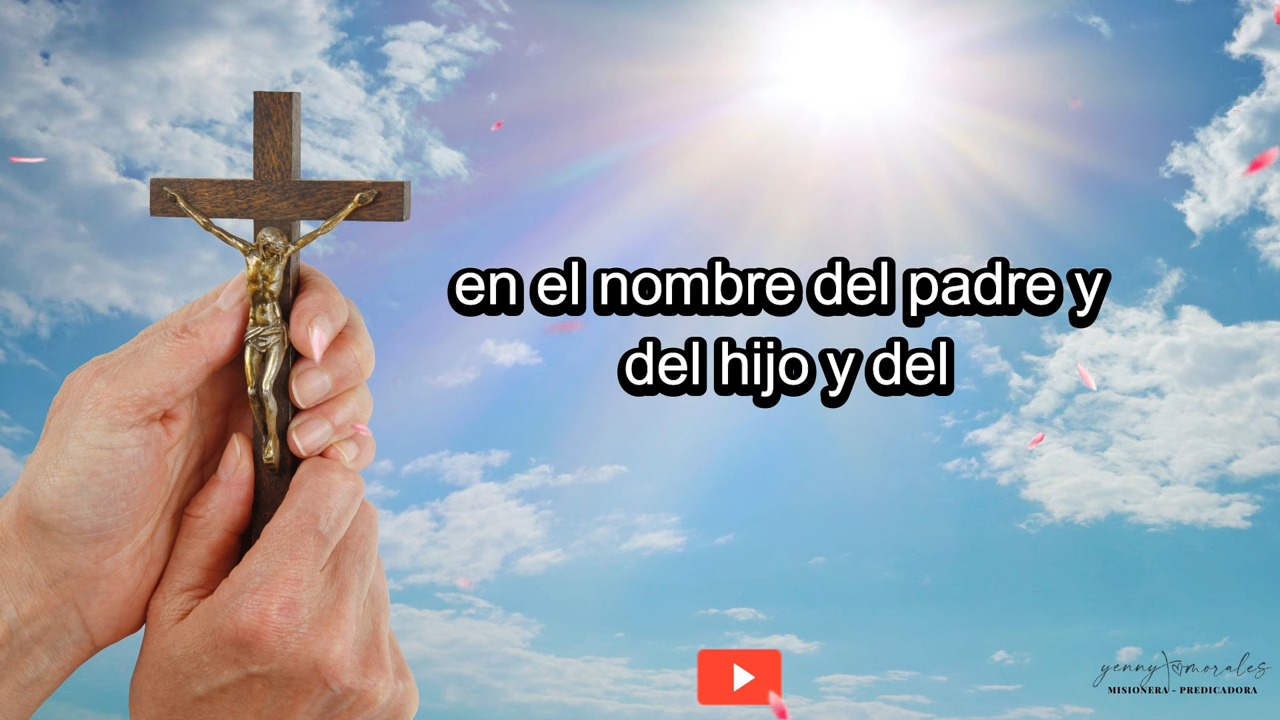 en el nombre del padre y
del hijo y del
yenny morales
MISIONERA - PREDICADORA